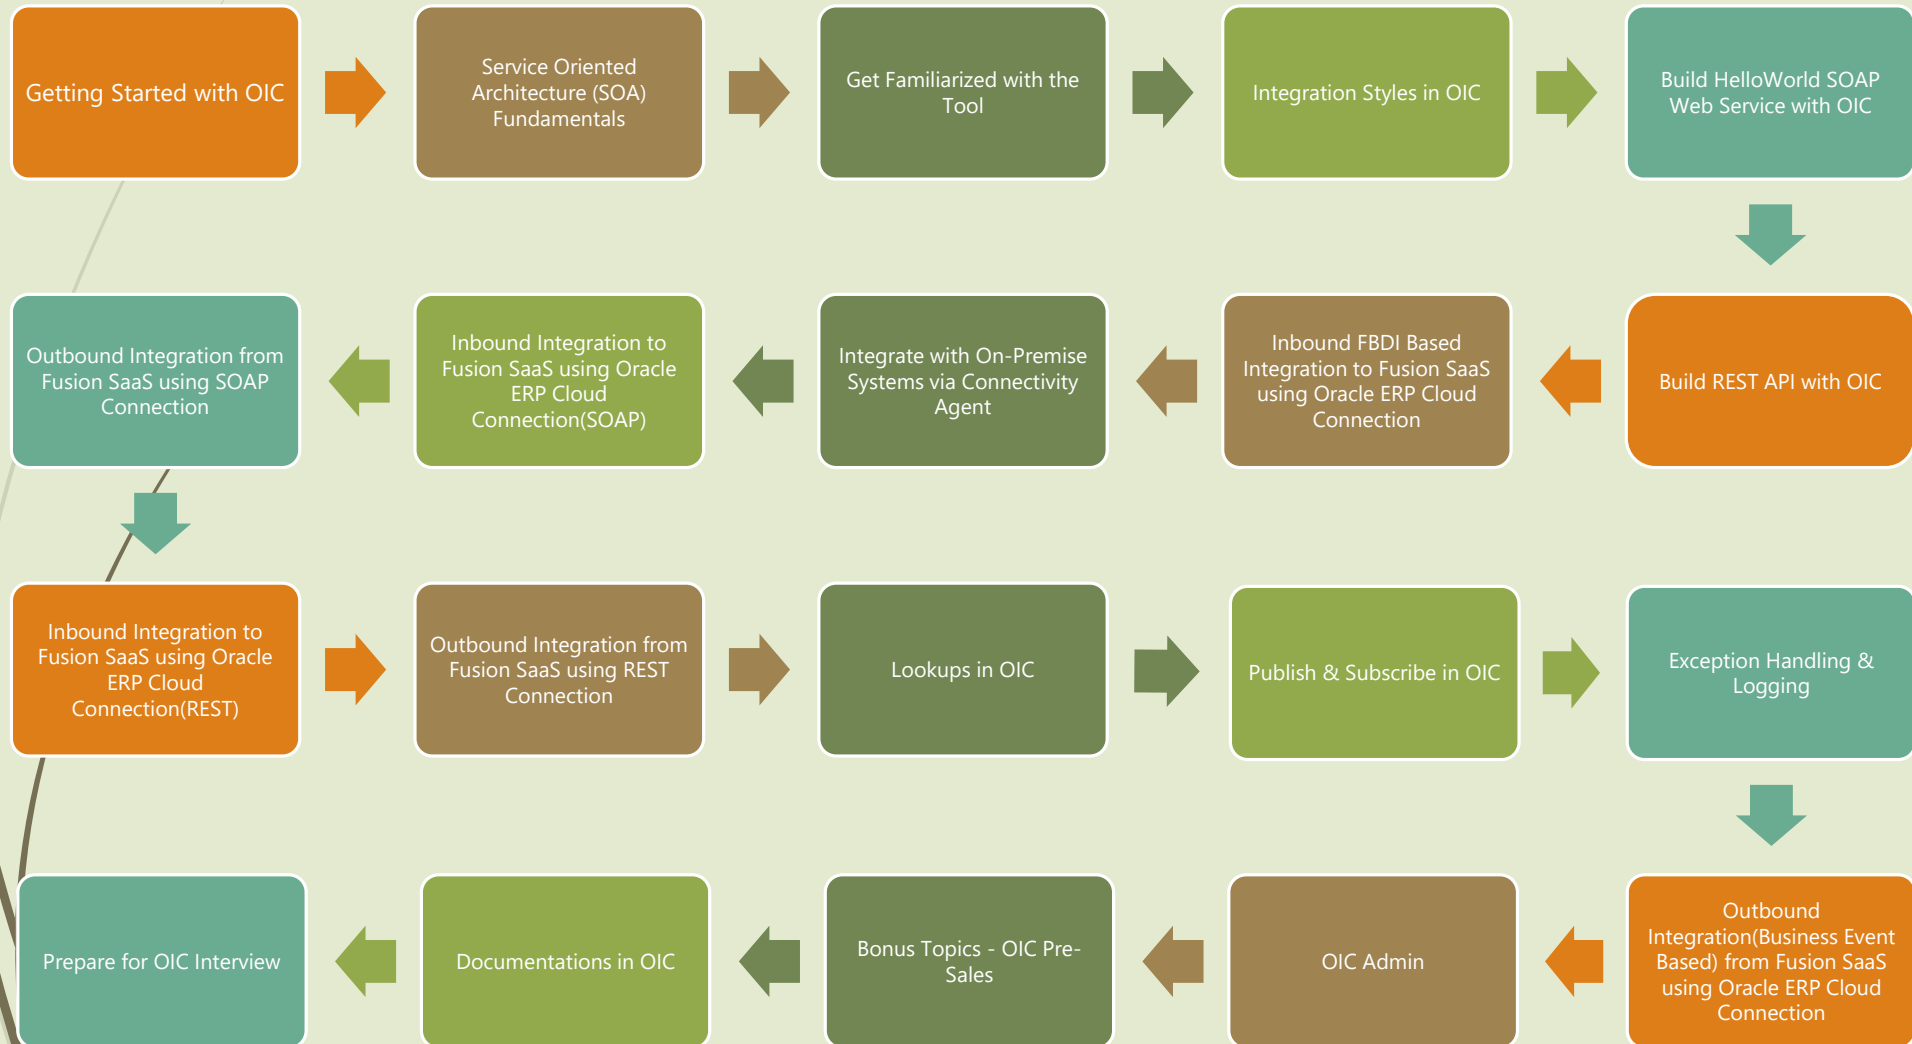 Getting Started with OIC
Service Oriented
Architecture (SOA)
Fundamentals
Get Familiarized with the
Tool
Integration Styles in OIC
Build HelloWorld SOAP
Web Service with OIC
Build REST API with OIC
Inbound FBDI Based
Integration to Fusion SaaS
using Oracle ERP Cloud
Connection
Integrate with On-Premise
Systems via Connectivity
Agent
Inbound Integration to
Fusion SaaS using Oracle
ERP Cloud
Connection(SOAP)
Outbound Integration from
Fusion SaaS using SOAP
Connection
Inbound Integration to
Fusion SaaS using Oracle
ERP Cloud
Connection(REST)
Outbound Integration from
Fusion SaaS using REST
Connection
Lookups in OIC
Publish & Subscribe in OIC
Exception Handling &
Logging
Outbound
Integration(Business Event
Based) from Fusion SaaS
using Oracle ERP Cloud
Connection
OIC Admin
Bonus Topics - OIC Pre-
Sales
Documentations in OIC
Prepare for OIC Interview